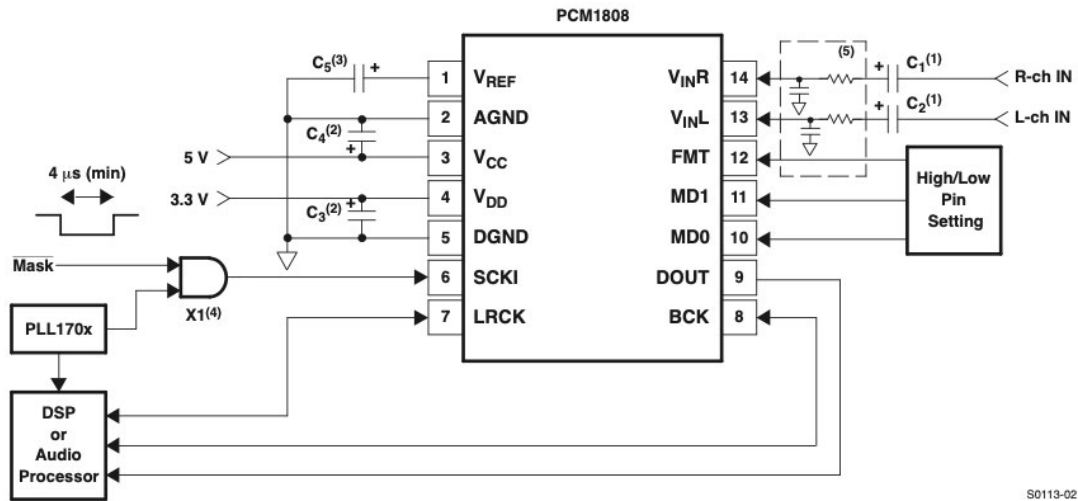 PCM1808
C5(3)
+
1
VREF
2
AGND
C4(2)
+
5 V
3
VCC
3.3 V
4
VDD
+
C3(2)
5
DGND
6
SCKI
7
LRCK
4 μs (min)
Mask
X1(4)
PLL170x
DSP
or
Audio
Processor
(5)
VINR
14
+
C1(1)
R-ch IN
VINL
13
+
C2(1)
L-ch IN
FMT
12
MD1
11
MD0
10
DOUT
9
BCK
8
High/Low
Pin
Setting
S0113-02